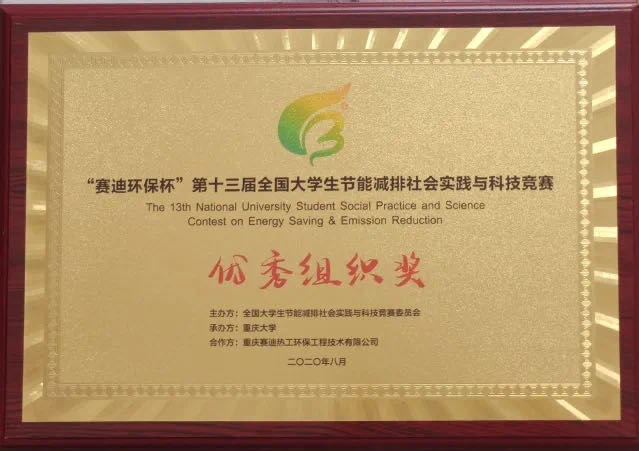 “赛迪环保杯”第十三届全国大学生节能减排社会实践与科技竞赛
The 13th National University Student Social Practice and Science
Contest on Energy Saving & Emission Reduction
优秀组织奖
主办方：全国大学生节能减排社会实践与科技竞赛委员会
承办方：重庆大学
合作方：重庆赛迪热工环保工程技术有限公司
二〇二〇年八月